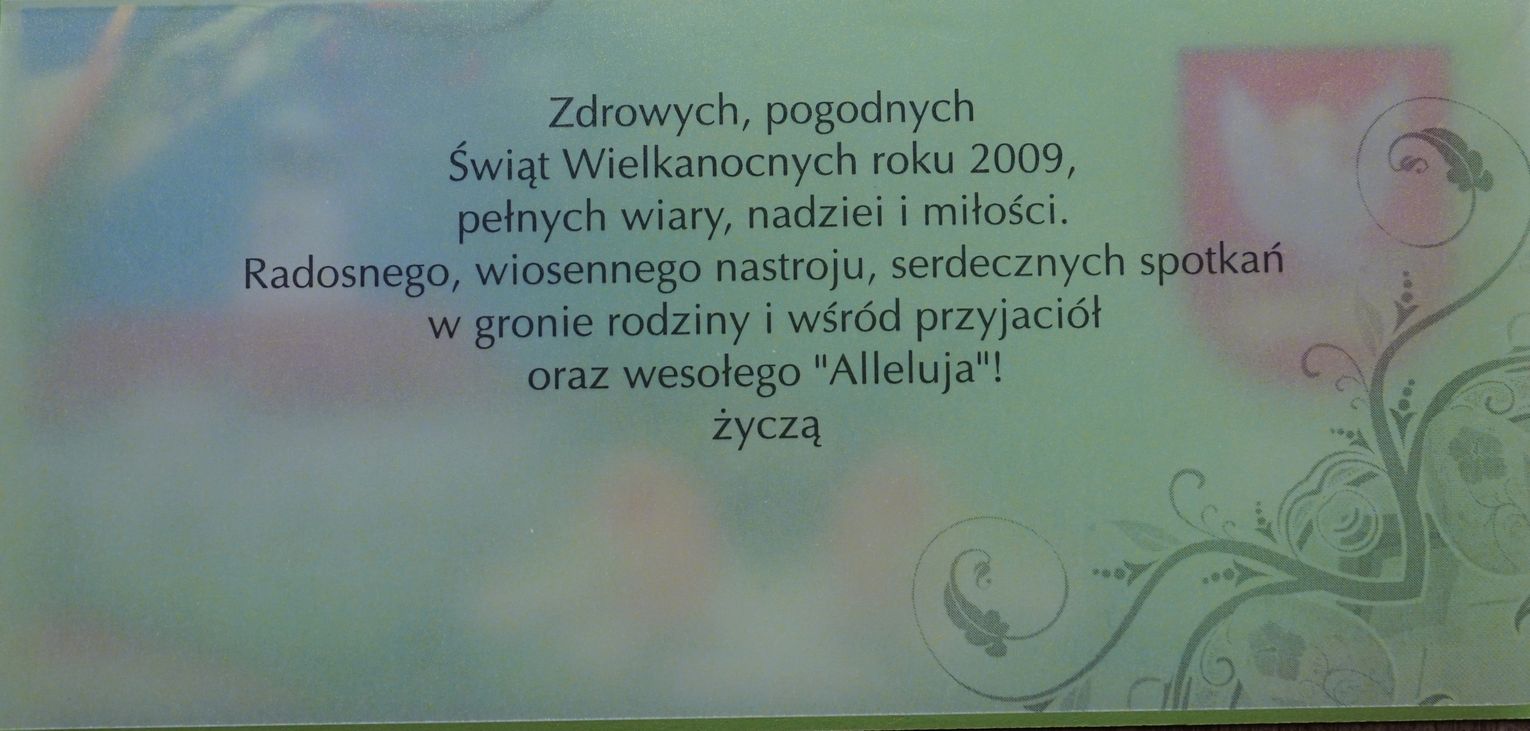 Zdrowych, pogodnych
Świąt Wielkanocnych roku 2009,
pełnych wiary, nadziei i miłości.
Radosnego, wiosennego nastroju, serdecznych spotkań
w gronie rodziny i wśród przyjaciół
oraz wesołego "Alleluja"!
życzą